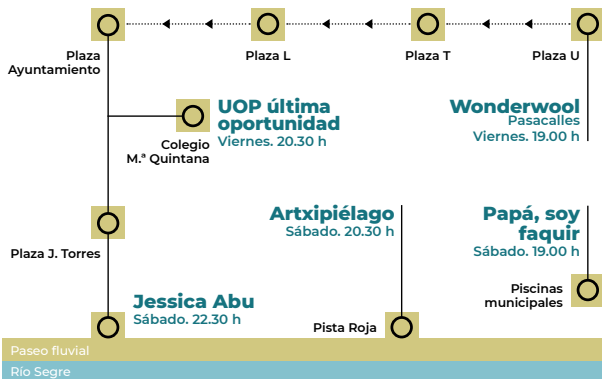 Plaza
Ayuntamiento
Plaza L
Plaza T
Plaza U
UOP última
oportunidad
Viernes. 20.30 h
Colegio
M.ª Quintana
Wonderwool
Pasacalles
Viernes. 19.00 h
Artxipiélago
Sábado. 20.30 h
Papá, soy
faquir
Sábado. 19.00 h
Plaza J. Torres
Piscinas
municipales
Jessica Abu
Sábado. 22.30 h
Pista Roja
Paseo fluvial
Río Segre